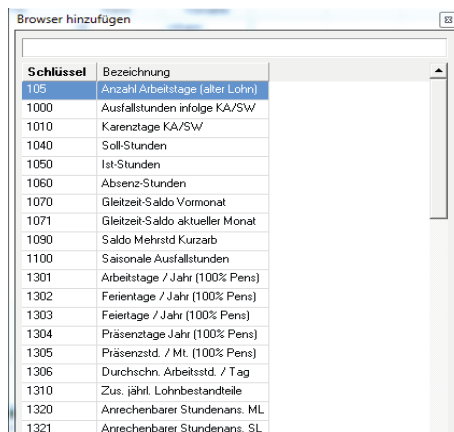 Browser hinzufügen
Schlüssel Bezeichnung
105 Anzahl Arbeitstage (alter Lohn)
1000 Ausfallstunden infolge KA/SW
1010 Karenztage KA/SW
1040 Soll-Stunden
1050 Ist-Stunden
1060 Absenz-Stunden
1070 Gleitzeit-Saldo Vormonat
1071 Gleitzeit-Saldo aktueller Monat
1090 Saldo Mehrstd Kurzarb
1100 Saisonale Ausfallstunden
1301 Arbeitstage / Jahr (100% Pens)
1302 Ferientage / Jahr (100% Pens)
1303 Feiertage / Jahr (100% Pens)
1304 Präsenztage Jahr (100% Pens)
1305 Präsenzstd. / Mt. (100% Pens)
1306 Durchschn. Arbeitsstd. / Tag
1310 Zus. jährl. Lohnbestandteile
1320 Anrechenbarer Stundenans. ML
1321 Anrechenbarer Stundenans. SL